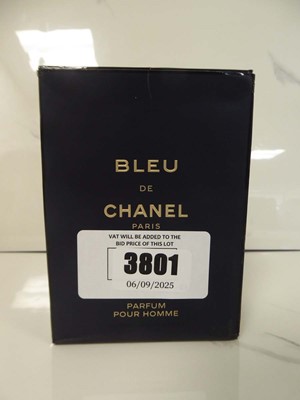 BLEU
DE
CHANEL
PARIS
VAT WILL BE ADDED TO THE
BID PRICE OF THIS LOT
3801
06/09/2025
PARFUM
POUR HOMME